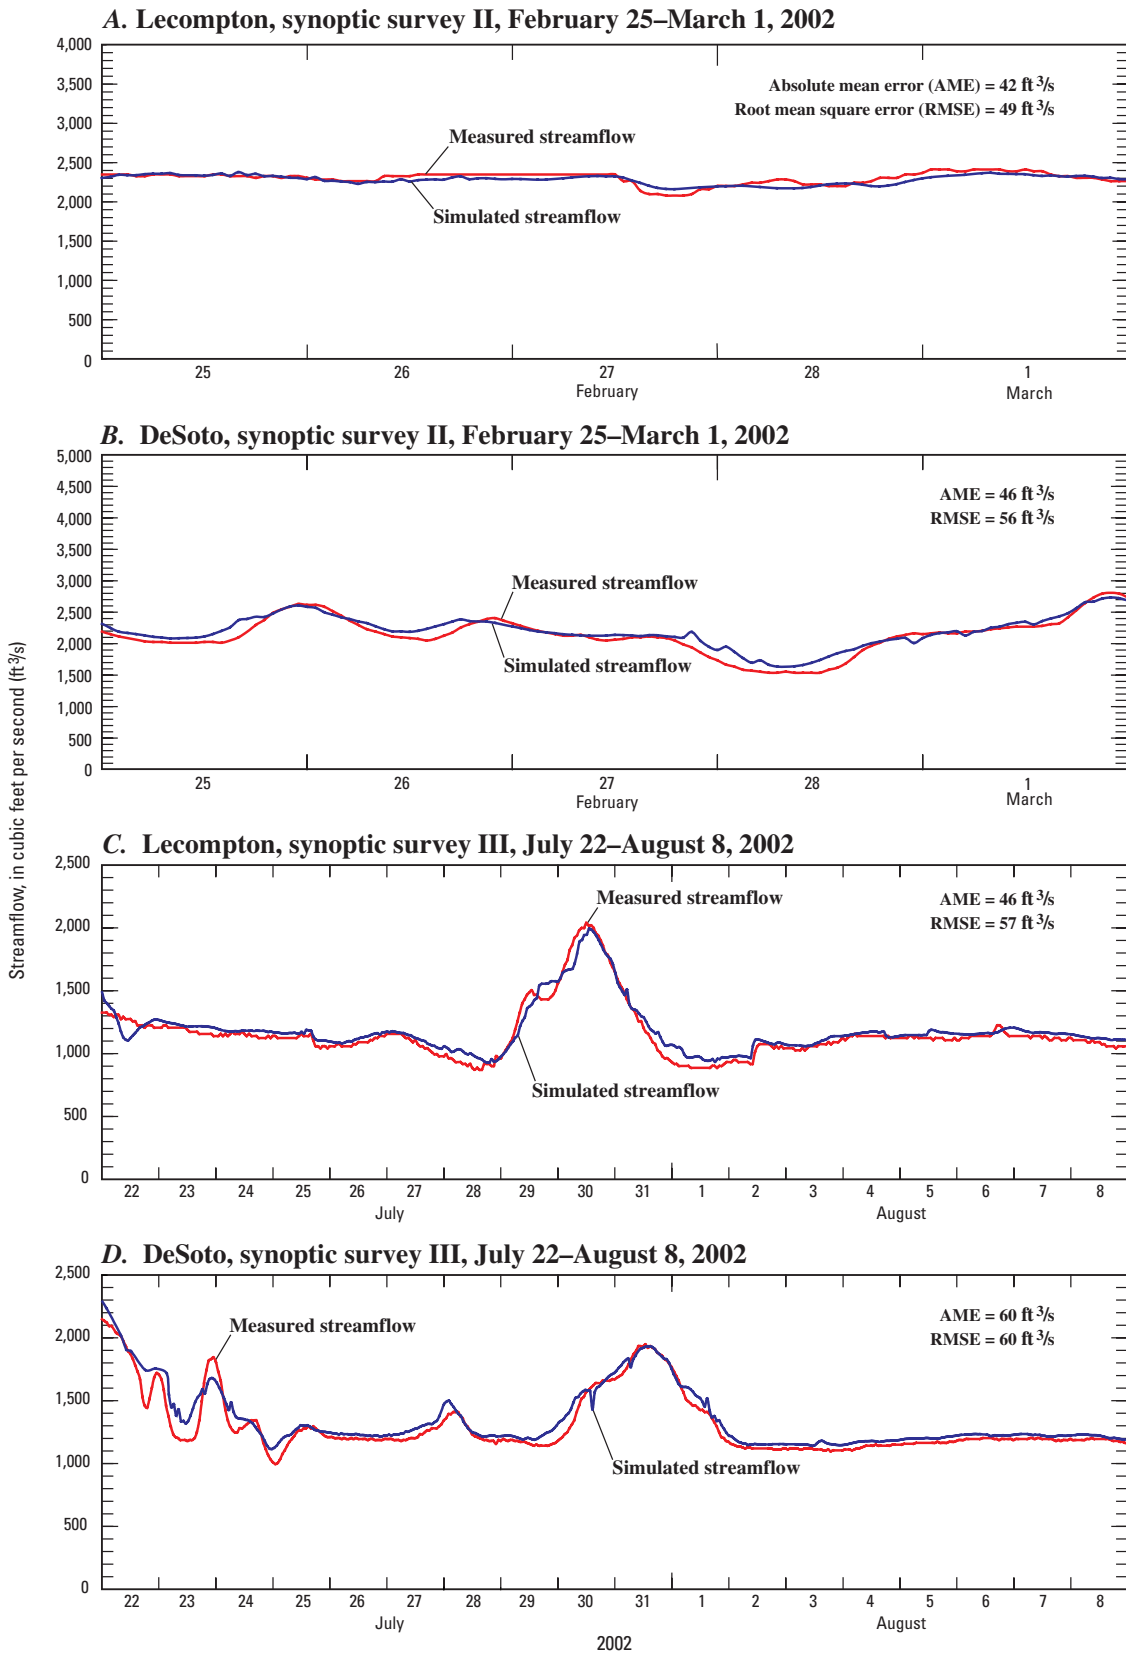 A. Lecompton, synoptic survey II, February 25–March 1, 2002
4,000
3,500
3,000
2,500
2,000
1,500
1,000
500
0
Absolute mean error (AME) = 42 ft³/s
Root mean square error (RMSE) = 49 ft³/s
Measured streamflow
Simulated streamflow
25 26 27 28 1
February March
B. DeSoto, synoptic survey II, February 25–March 1, 2002
5,000
4,500
4,000
3,500
3,000
2,500
2,000
1,500
1,000
500
0
AME = 46 ft³/s
RMSE = 56 ft³/s
Measured streamflow
Simulated streamflow
25 26 27 28 1
February March
Streamflow, in cubic feet per second (ft³/s)
C. Lecompton, synoptic survey III, July 22–August 8, 2002
2,500
2,000
1,500
1,000
500
0
Measured streamflow
AME = 46 ft³/s
RMSE = 57 ft³/s
Simulated streamflow
22 23 24 25 26 27 28 29 30 31 1 2 3 4 5 6 7 8
July August
D. DeSoto, synoptic survey III, July 22–August 8, 2002
2,500
2,000
1,500
1,000
500
0
Measured streamflow
AME = 60 ft³/s
RMSE = 60 ft³/s
Simulated streamflow
22 23 24 25 26 27 28 29 30 31 1 2 3 4 5 6 7 8
July August
2002